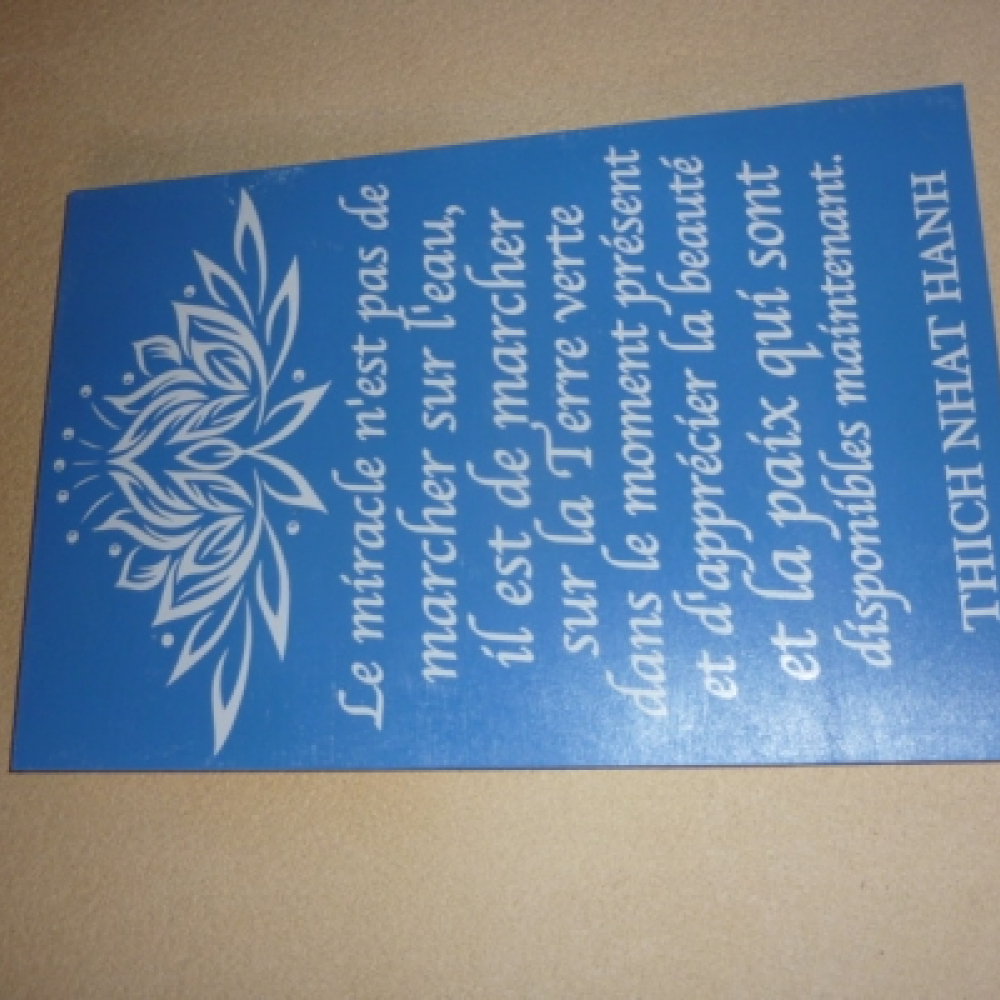 Le miracle n'est pas de
marcher sur l'eau,
il est de marcher
sur la Terre verte
dans le moment présent
et d'apprécier la beauté
et la paix qui sont
disponibles maintenant.
THICH NHAT HANH